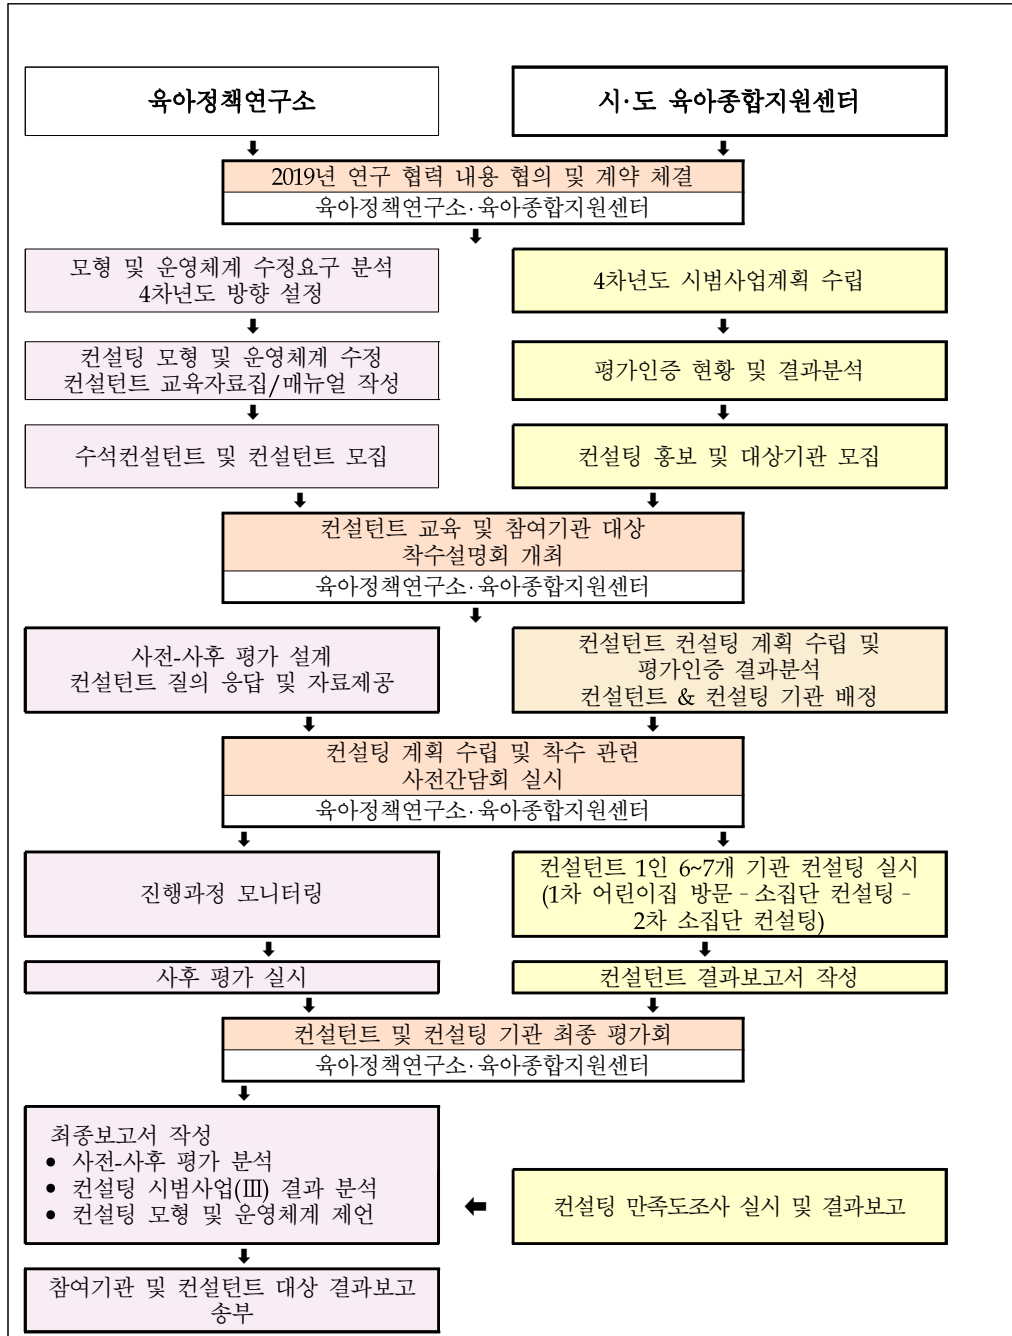 육아정책연구소
시·도 육아종합지원센터
2019년 연구 협력 내용 협의 및 계약 체결
육아정책연구소·육아종합지원센터
모형 및 운영체계 수정요구 분석
4차년도 방향 설정
4차년도 시범사업계획 수립
컨설팅 모형 및 운영체계 수정
컨설턴트 교육자료집/매뉴얼 작성
평가인증 현황 및 결과분석
수석컨설턴트 및 컨설턴트 모집
컨설팅 홍보 및 대상기관 모집
컨설턴트 교육 및 참여기관 대상
착수설명회 개최
육아정책연구소·육아종합지원센터
사전-사후 평가 설계
컨설턴트 질의 응답 및 자료제공
컨설턴트 컨설팅 계획 수립 및
평가인증 결과분석
컨설턴트 & 컨설팅 기관 배정
컨설팅 계획 수립 및 착수 관련
사전간담회 실시
육아정책연구소·육아종합지원센터
진행과정 모니터링
컨설턴트 1인 6~7개 기관 컨설팅 실시
(1차 어린이집 방문 - 소집단 컨설팅 -
2차 소집단 컨설팅)
사후 평가 실시
컨설턴트 결과보고서 작성
컨설턴트 및 컨설팅 기관 최종 평가회
육아정책연구소·육아종합지원센터
최종보고서 작성
• 사전-사후 평가 분석
• 컨설팅 시범사업(Ⅲ) 결과 분석
• 컨설팅 모형 및 운영체계 제언
컨설팅 만족도조사 실시 및 결과보고
참여기관 및 컨설턴트 대상 결과보고
송부